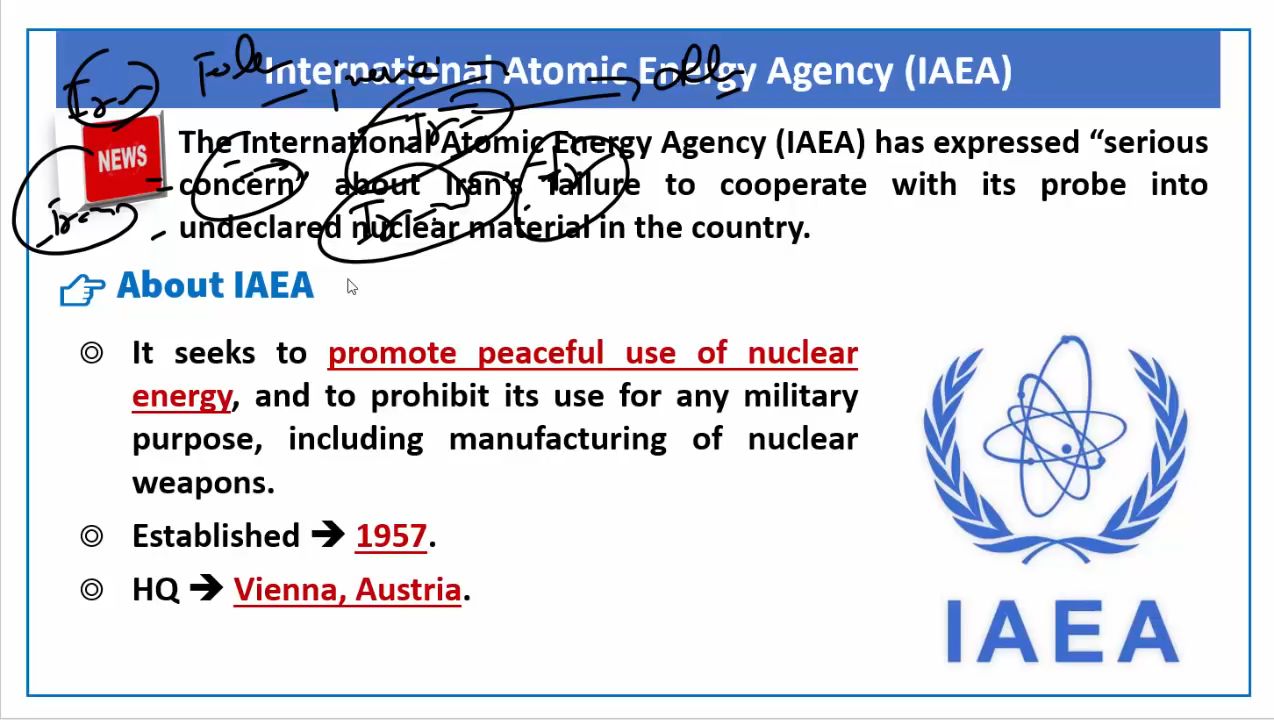 International Atomic Energy Agency (IAEA)
NEWS
The International Atomic Energy Agency (IAEA) has expressed “serious
concern” about Iran’s failure to cooperate with its probe into
undeclared nuclear material in the country.
About IAEA
It seeks to promote peaceful use of nuclear
energy, and to prohibit its use for any military
purpose, including manufacturing of nuclear
weapons.
Established ➔ 1957.
HQ ➔ Vienna, Austria.
IAEA